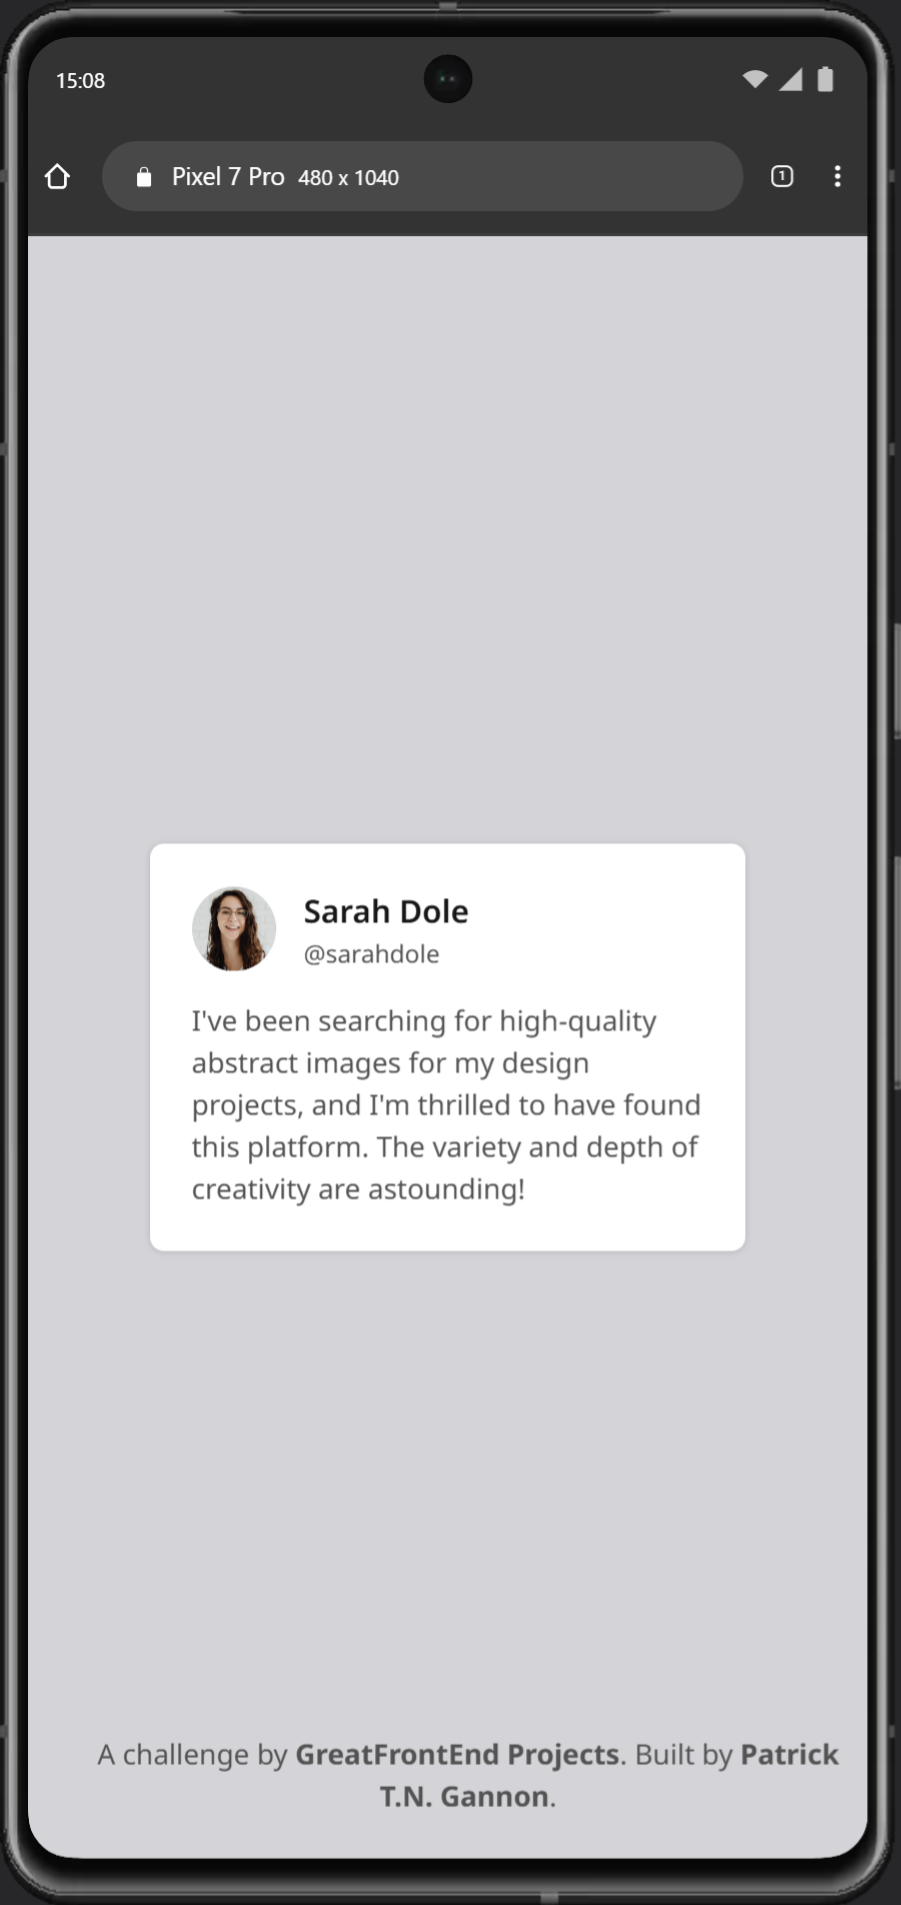 15:08
Pixel 7 Pro 480 x 1040
1
Sarah Dole
@sarahdole
I've been searching for high-quality
abstract images for my design
projects, and I'm thrilled to have found
this platform. The variety and depth of
creativity are astounding!
A challenge by GreatFrontEnd Projects. Built by Patrick
T.N. Gannon.